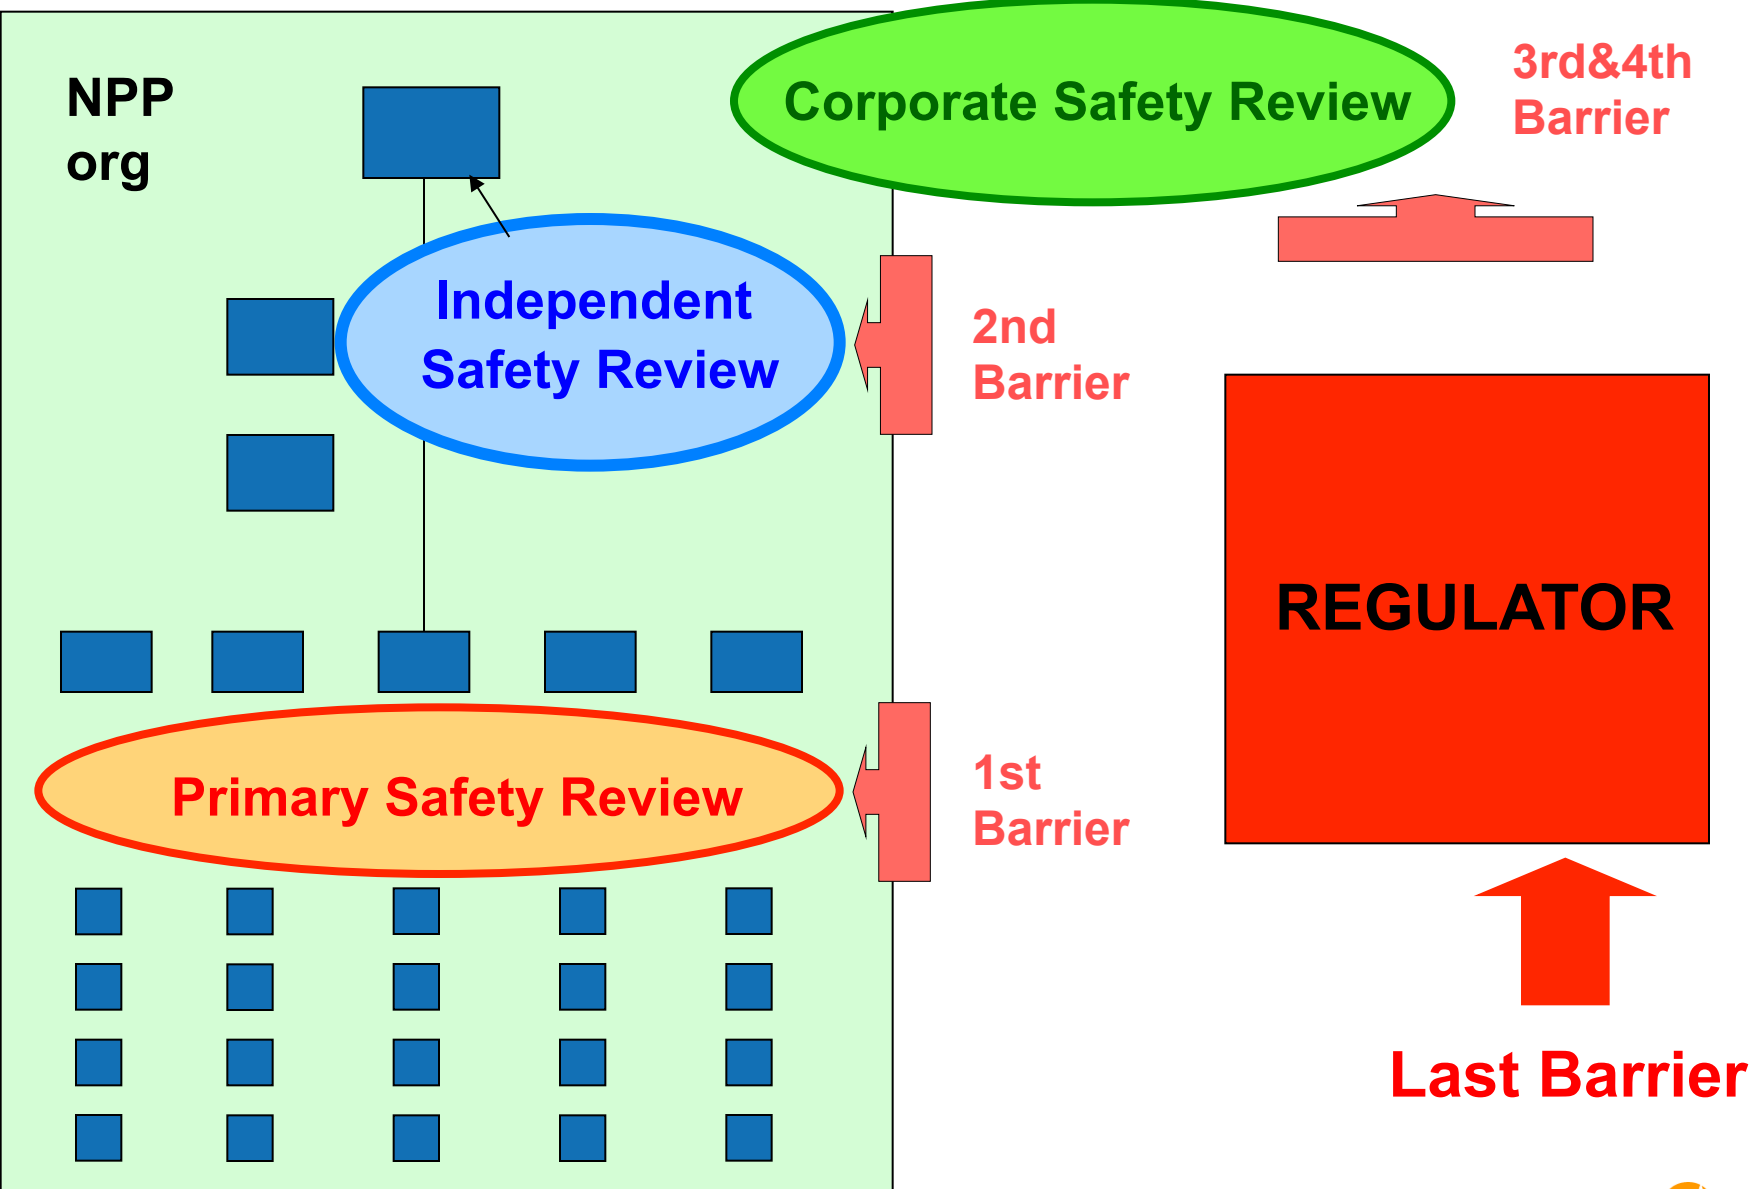 NPP
org
Corporate Safety Review
3rd&4th
Barrier
Independent
Safety Review
2nd
Barrier
REGULATOR
Primary Safety Review
1st
Barrier
Last Barrier